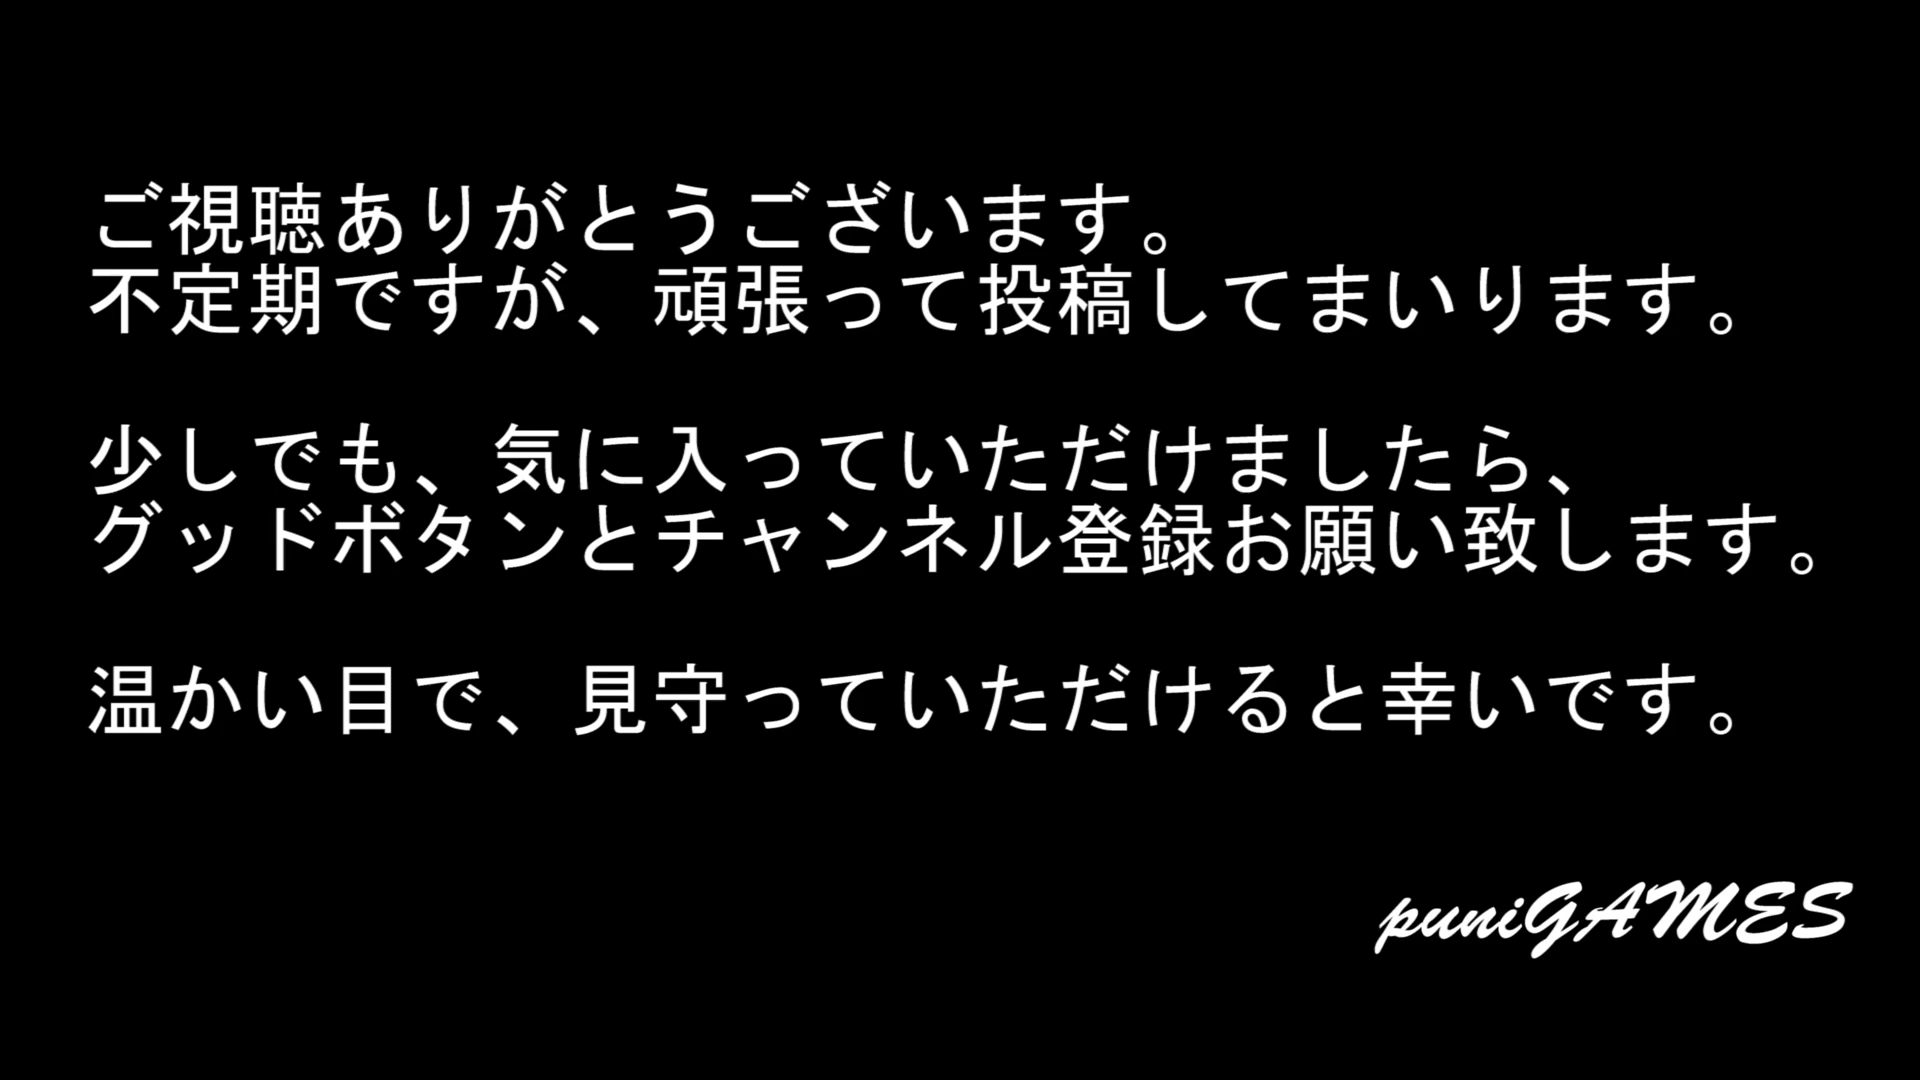 ご視聴ありがとうございます。
不定期ですが、頑張って投稿してまいります。
少しでも、気に入っていただけましたら、
グッドボタンとチャンネル登録お願い致します。
温かい目で、見守っていただけると幸いです。
puniGAMES